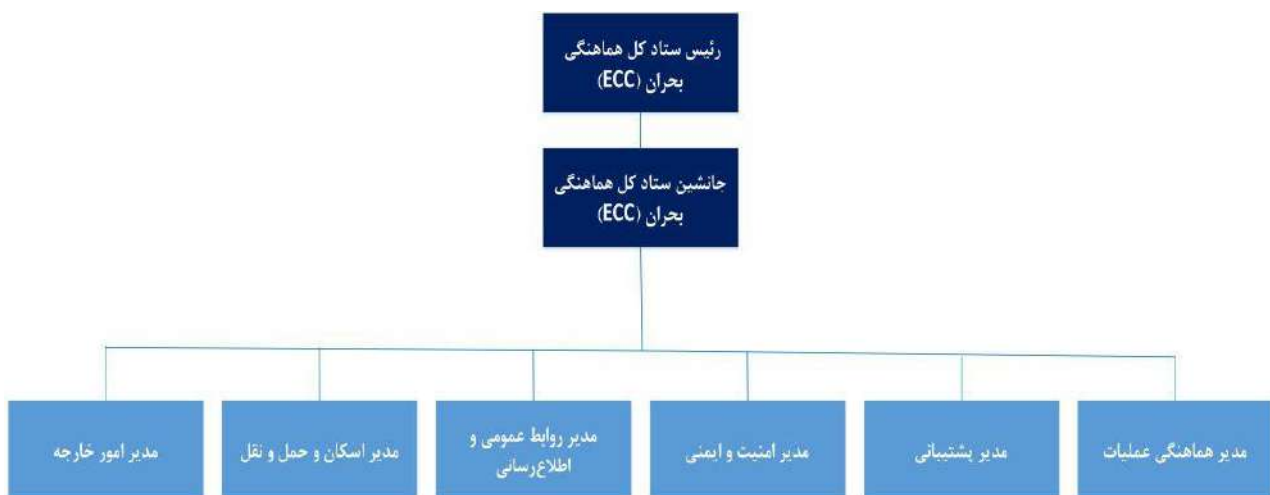 رئیس ستاد کل هماهنگی
بحران (ECC)
جانشین ستاد کل هماهنگی
بحران (ECC)
مدیر هماهنگی عملیات
مدیر پشتیبانی
مدیر امنیت و ایمنی
مدیر روابط عمومی و
اطلاع‌رسانی
مدیر اسکان و حمل و نقل
مدیر امور خارجه